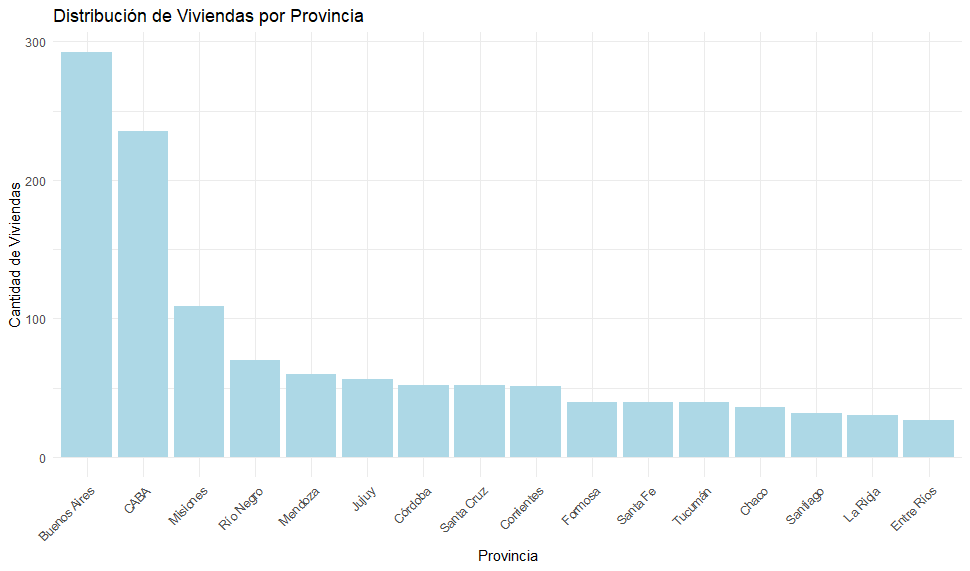 Distribución de Viviendas por Provincia
300
200
100
0
Cantidad de Viviendas
Buenos Aires
CABA
Misiones
Río Negro
Mendoza
Jujuy
Córdoba
Santa Cruz
Corrientes
Formosa
Santa Fe
Tucumán
Chaco
Santiago
La Rioja
Entre Ríos
Provincia